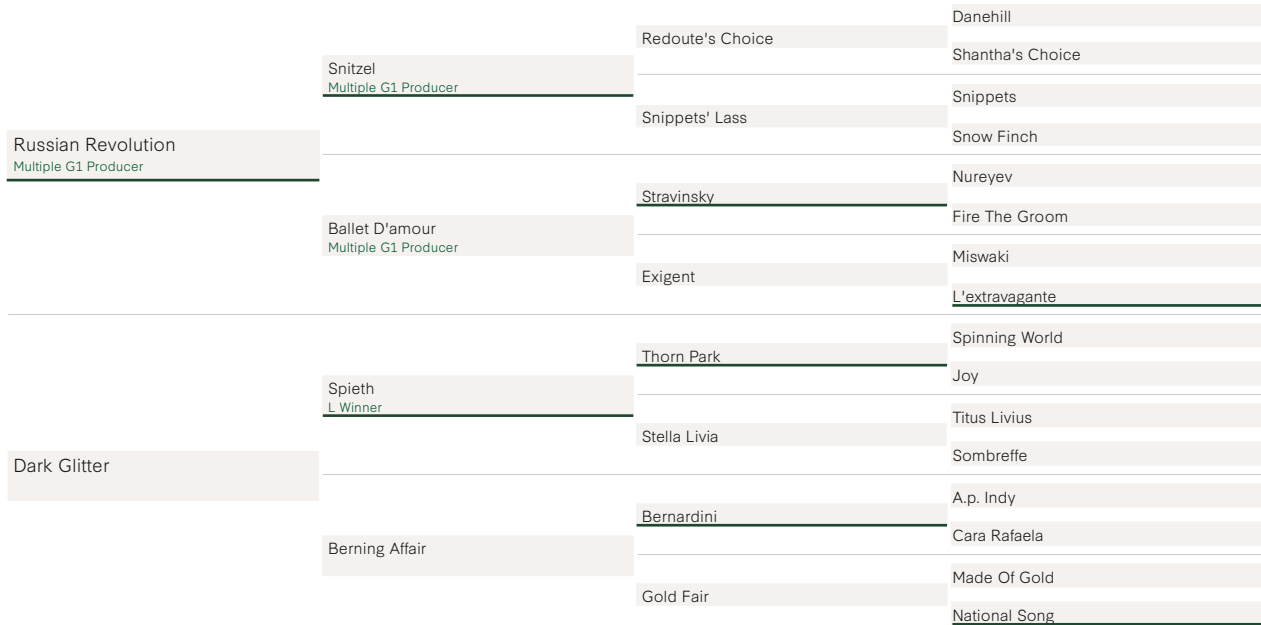 Danehill
Redoute's Choice
Shantha's Choice
Snitzel
Multiple G1 Producer
Snippets
Snippets' Lass
Snow Finch
Russian Revolution
Multiple G1 Producer
Nureyev
Stravinsky
Fire The Groom
Ballet D'amour
Multiple G1 Producer
Miswaki
Exigent
L'extravagante
Spinning World
Thorn Park
Joy
Spieth
L Winner
Titus Livius
Stella Livia
Sombreffe
Dark Glitter
A.p. Indy
Bernardini
Cara Rafaela
Berning Affair
Made Of Gold
Gold Fair
National Song